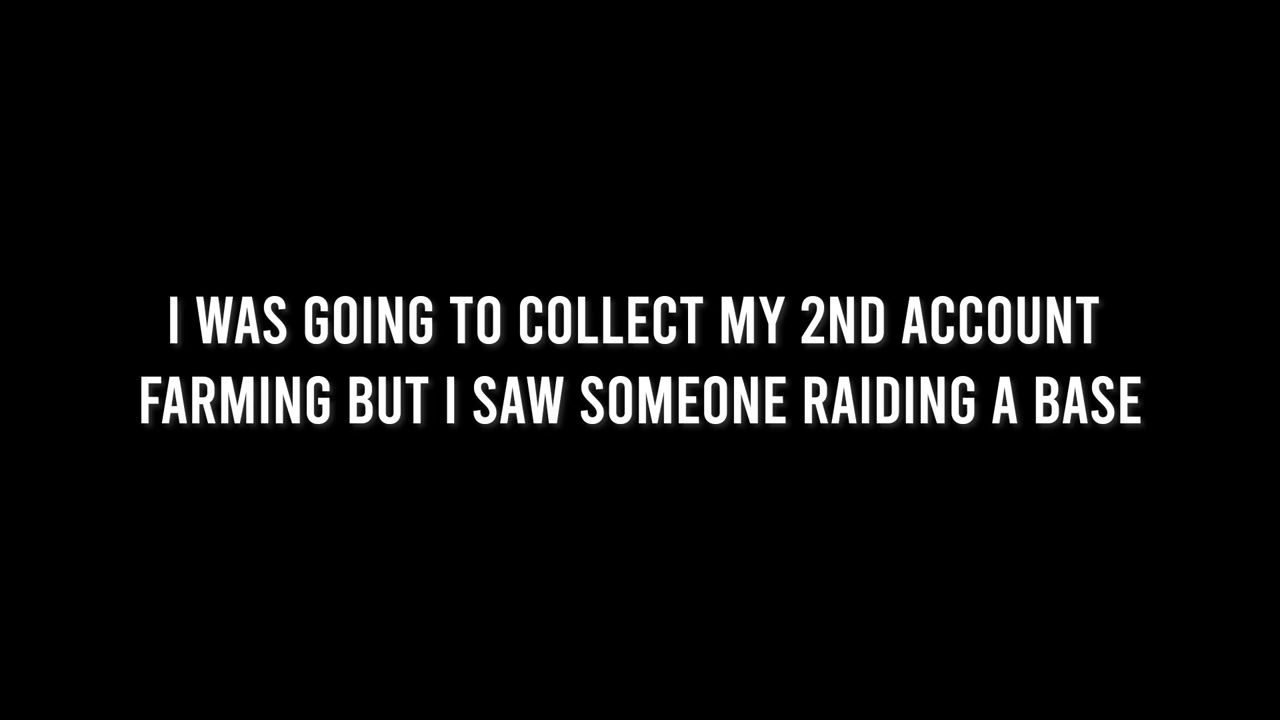 I WAS GOING TO COLLECT MY 2ND ACCOUNT
FARMING BUT I SAW SOMEONE RAIDING A BASE